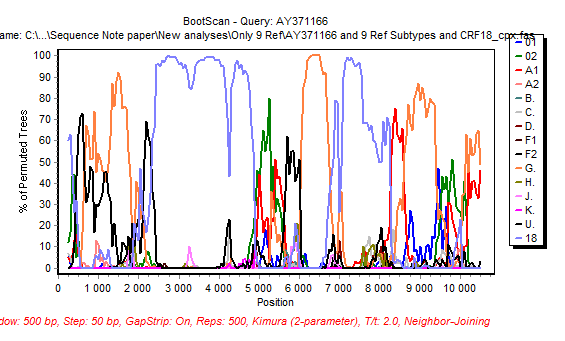 BootScan - Query: AY371166
ame: C:\...\Sequence Note paper\New analyses\Only 9 Ref\AY371166 and 9 Ref Subtypes and CRF18_cpx.fas
100
90
80
70
60
50
40
30
20
10
0
% of Permuted Trees
0 1 000 2 000 3 000 4 000 5 000 6 000 7 000 8 000 9 000 10 000
Position
01
02
A1
A2
B.
C.
D.
F1
F2
G.
H.
J.
K.
U.
18
dow: 500 bp, Step: 50 bp, GapStrip: On, Reps: 500, Kimura (2-parameter), T/t: 2.0, Neighbor-Joining